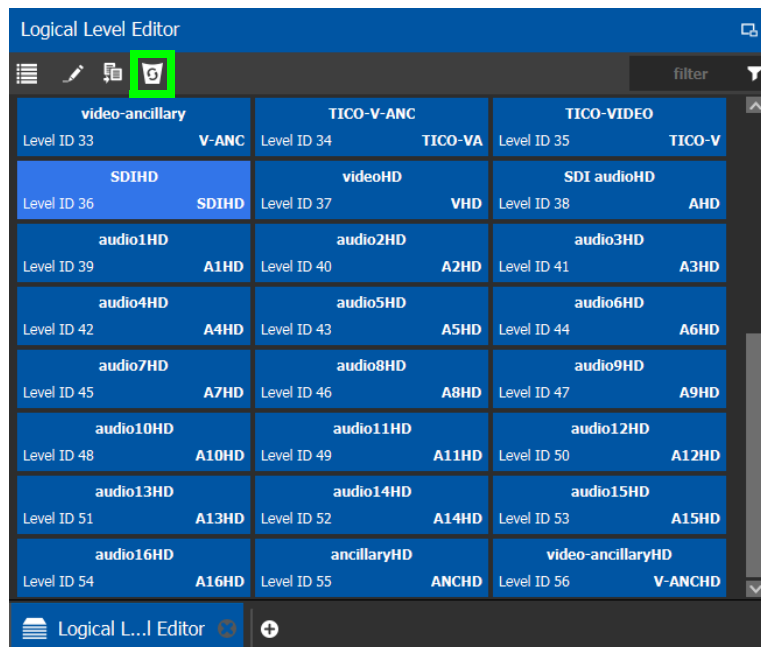 Logical Level Editor
filter
video-ancillary TICO-V-ANC TICO-VIDEO
Level ID 33 V-ANC Level ID 34 TICO-VA Level ID 35 TICO-V
SDIHD videoHD SDI audioHD
Level ID 36 SDIHD Level ID 37 VHD Level ID 38 AHD
audio1HD audio2HD audio3HD
Level ID 39 A1HD Level ID 40 A2HD Level ID 41 A3HD
audio4HD audio5HD audio6HD
Level ID 42 A4HD Level ID 43 A5HD Level ID 44 A6HD
audio7HD audio8HD audio9HD
Level ID 45 A7HD Level ID 46 A8HD Level ID 47 A9HD
audio10HD audio11HD audio12HD
Level ID 48 A10HD Level ID 49 A11HD Level ID 50 A12HD
audio13HD audio14HD audio15HD
Level ID 51 A13HD Level ID 52 A14HD Level ID 53 A15HD
audio16HD ancillaryHD video-ancillaryHD
Level ID 54 A16HD Level ID 55 ANCHD Level ID 56 V-ANCHD
Logical L...l Editor